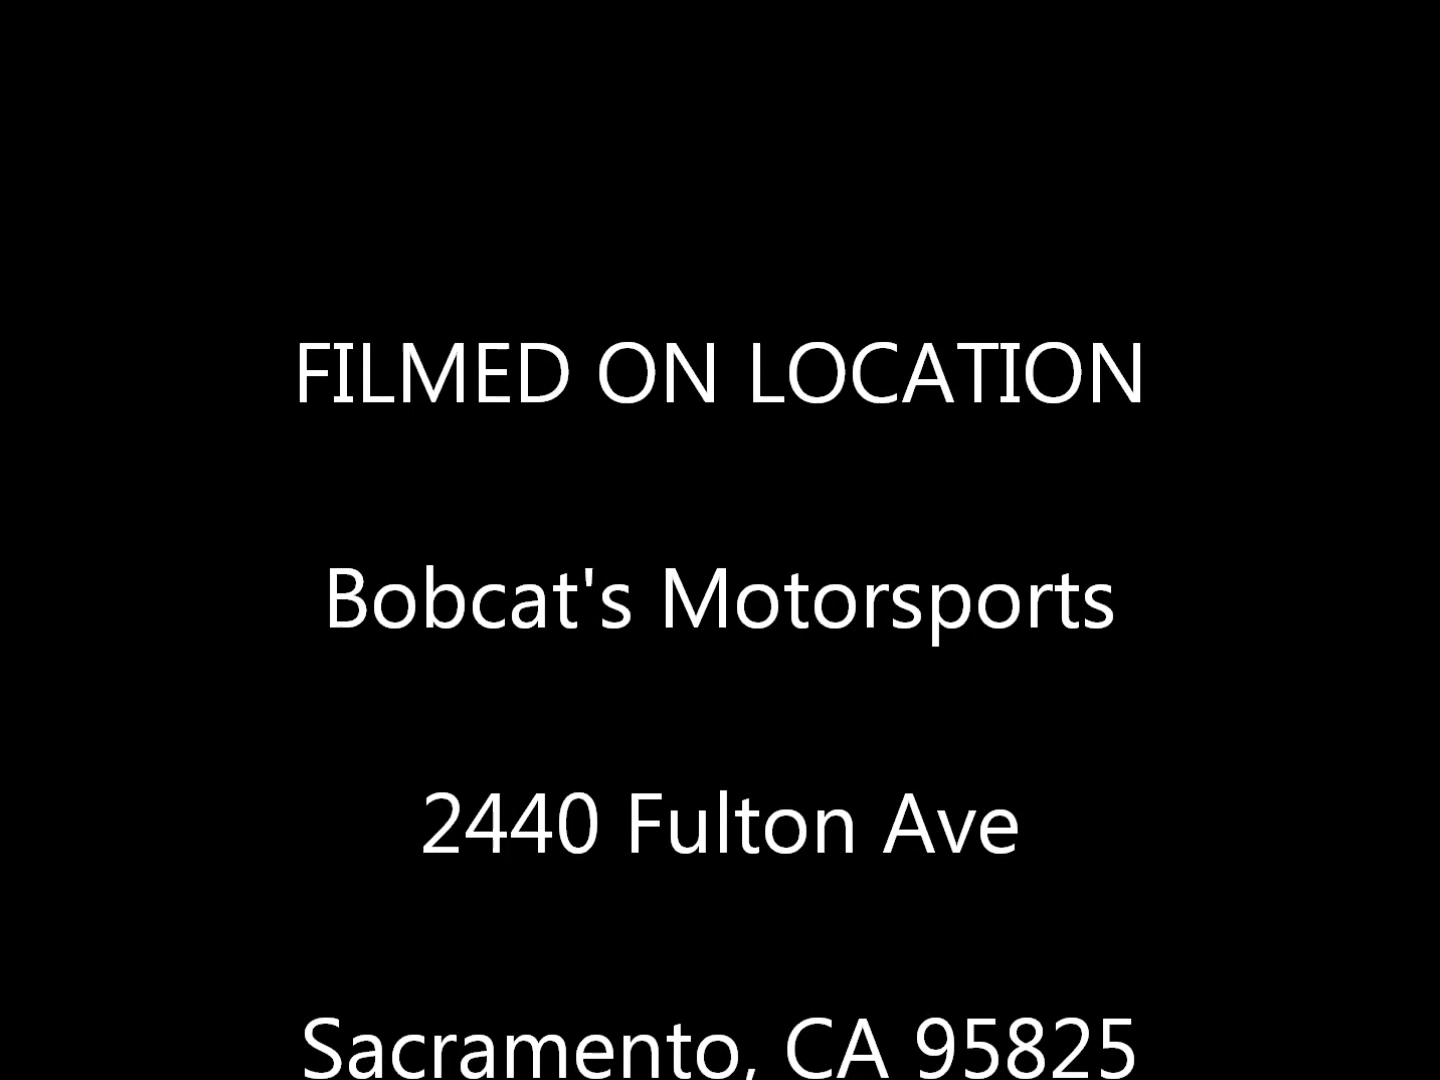 FILMED ON LOCATION
Bobcat's Motorsports
2440 Fulton Ave
Sacramento, CA 95825